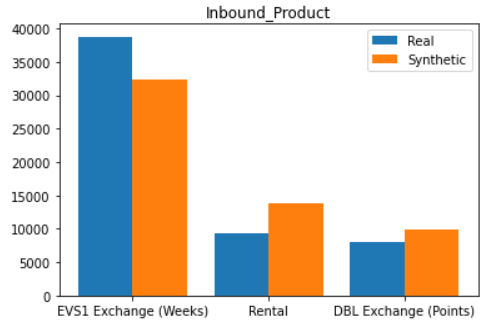 Inbound_Product
Real
Synthetic
40000
35000
30000
25000
20000
15000
10000
5000
0
EVS1 Exchange (Weeks) Rental DBL Exchange (Points)